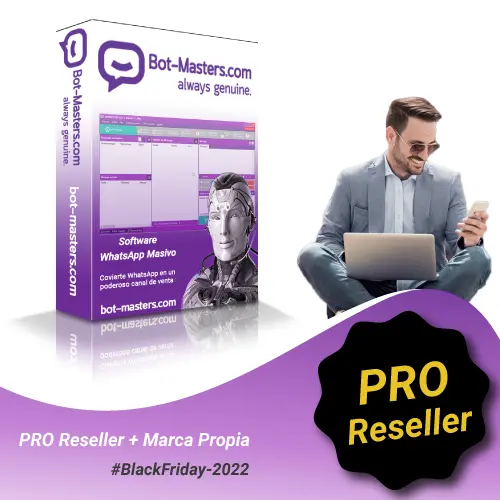 Bot-Masters.com
always genuine.
bot-masters.com
Bot-Masters.com
always genuine.
Software
WhatsApp Masivo
Covierte WhatsApp en un
poderoso canal de venta
bot-masters.com
PRO
Reseller
PRO Reseller + Marca Propia
#BlackFriday-2022